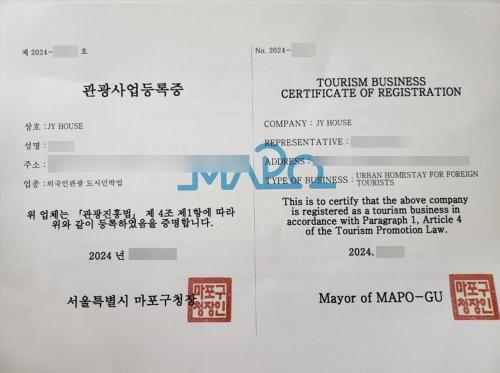 제 2024- 호
관광사업등록증
상호 : JY HOUSE
성명 :
주소 :
업종 : 외국인관광 도시민박업
위 업체는 「관광진흥법」 제 4조 제1항에 따라
위와 같이 등록하였음을 증명합니다.
2024 년
서울특별시 마포구청장
마포구
청장인
No. 2024-
TOURISM BUSINESS
CERTIFICATE OF REGISTRATION
COMPANY : JY HOUSE
REPRESENTATIVE :
ADDRESS :
TYPE OF BUSINESS : URBAN HOMESTAY FOR FOREIGN
TOURISTS
This is to certify that the above company
is registered as a tourism business in
accordance with Paragraph 1, Article 4
of the Tourism Promotion Law.
2024.
Mayor of MAPO-GU
마포구
청장인
MAPO